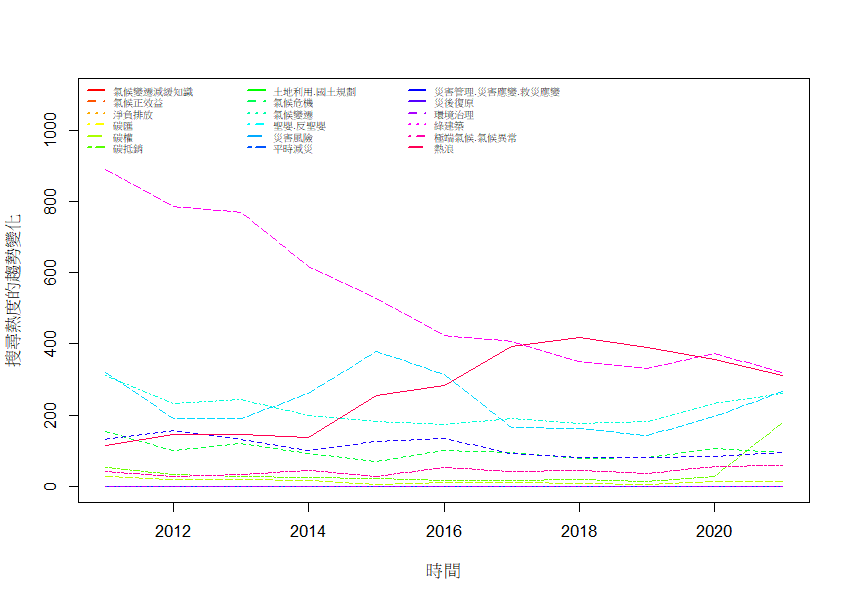 氣候變遷減緩知識
氣候正效益
淨負排放
碳匯
碳權
碳抵銷
土地利用.國土規劃
氣候危機
氣候變遷
聖嬰.反聖嬰
災害風險
平時減災
災害管理.災害應變.救災應變
災後復原
環境治理
綠建築
極端氣候.氣候異常
熱浪
搜尋熱度的趨勢變化
1000
800
600
400
200
0
2012
2014
2016
2018
2020
時間